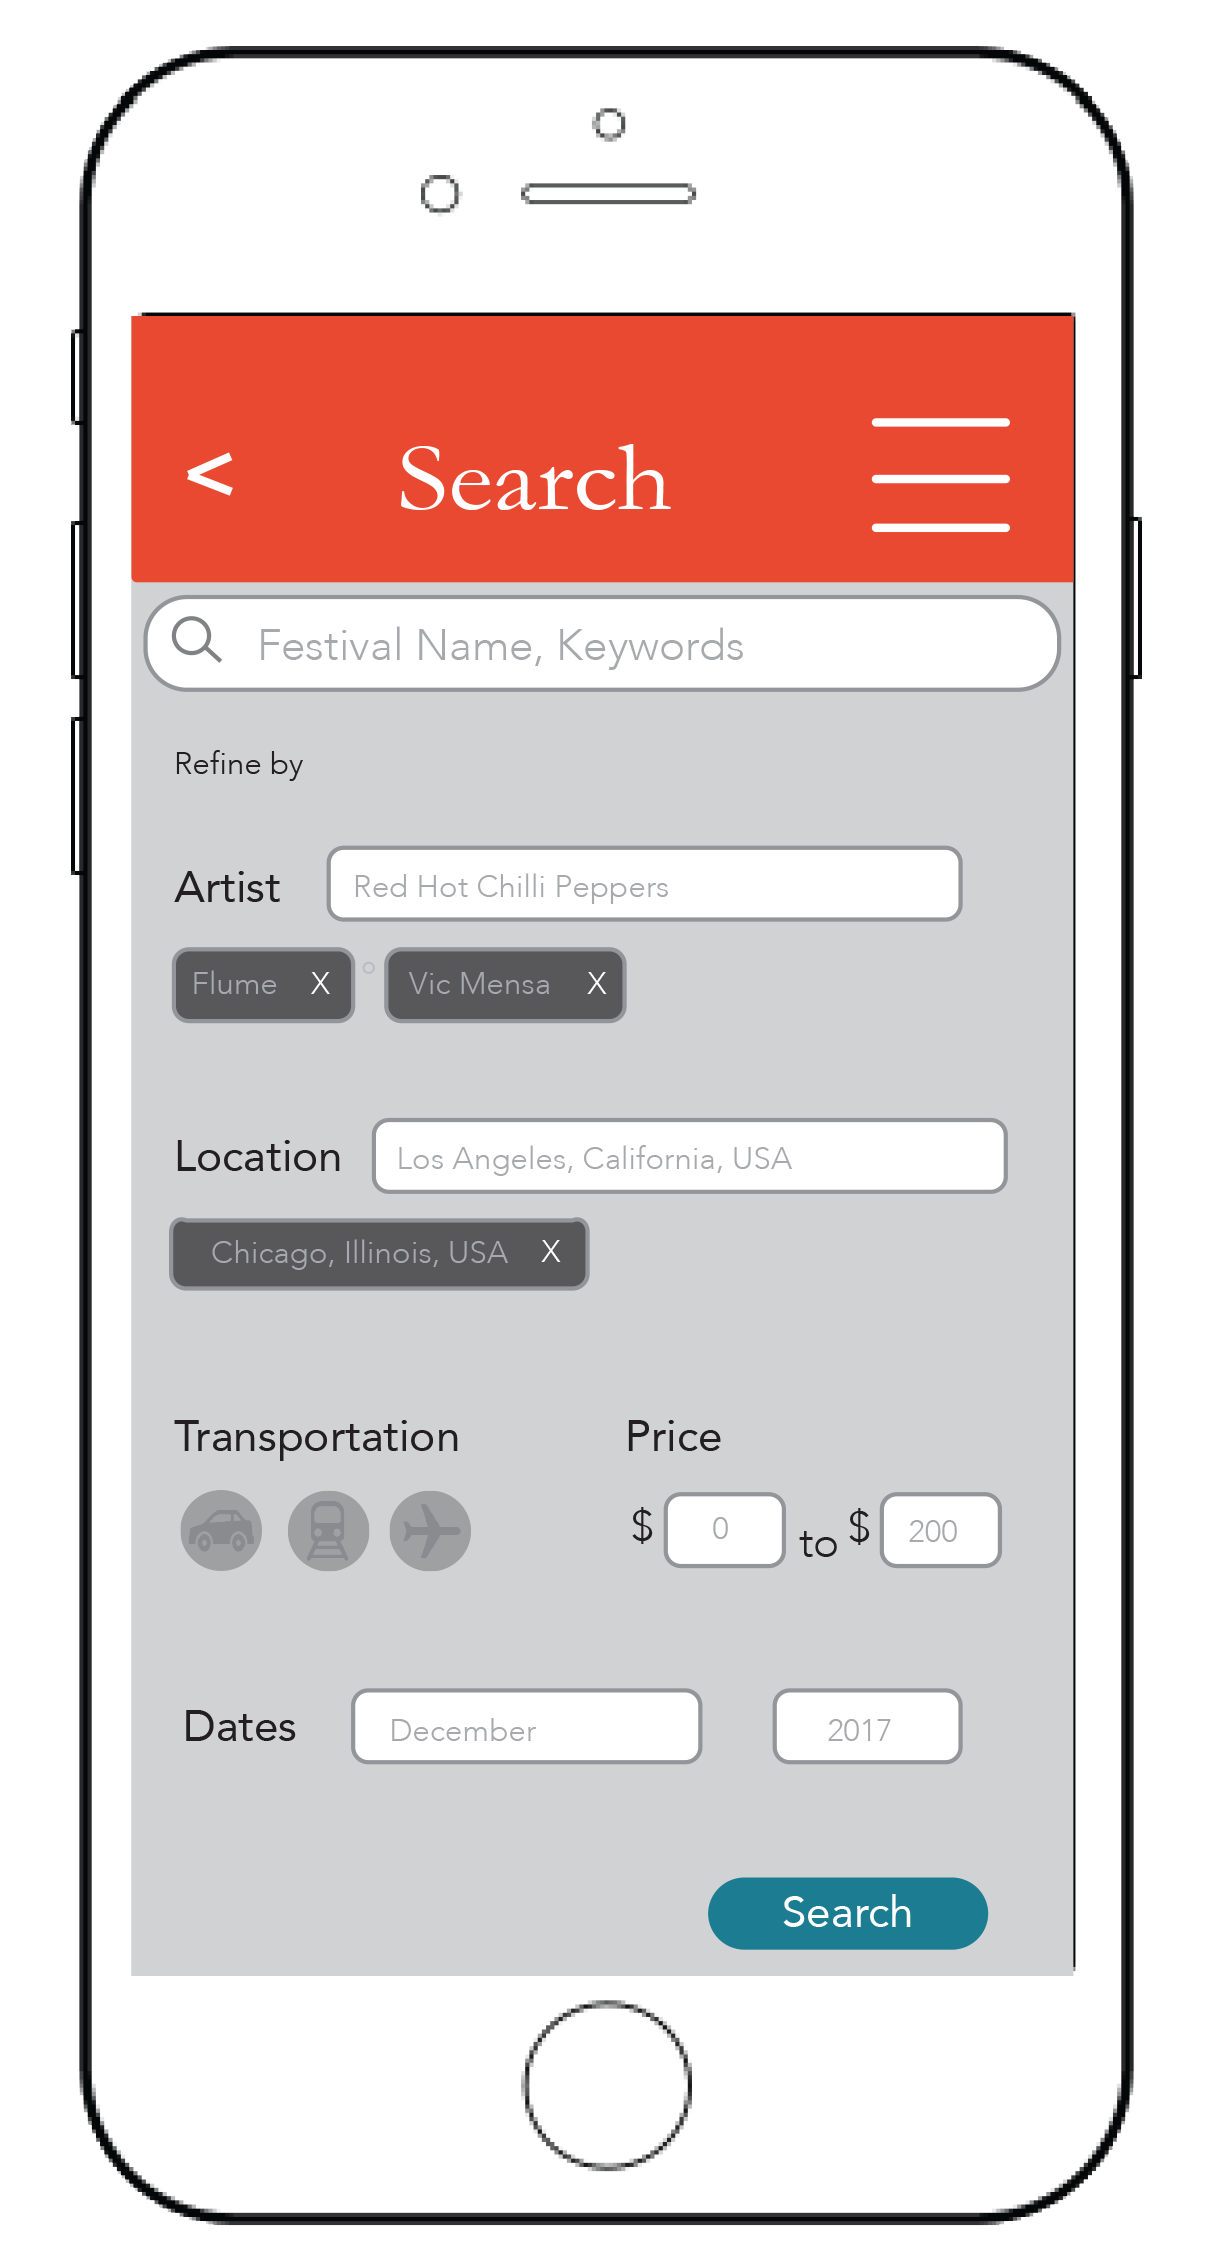 < Search
Festival Name, Keywords
Refine by
Artist Red Hot Chilli Peppers
Flume X Vic Mensa X
Location Los Angeles, California, USA
Chicago, Illinois, USA X
Transportation Price
$ 0 to $ 200
Dates December 2017
Search